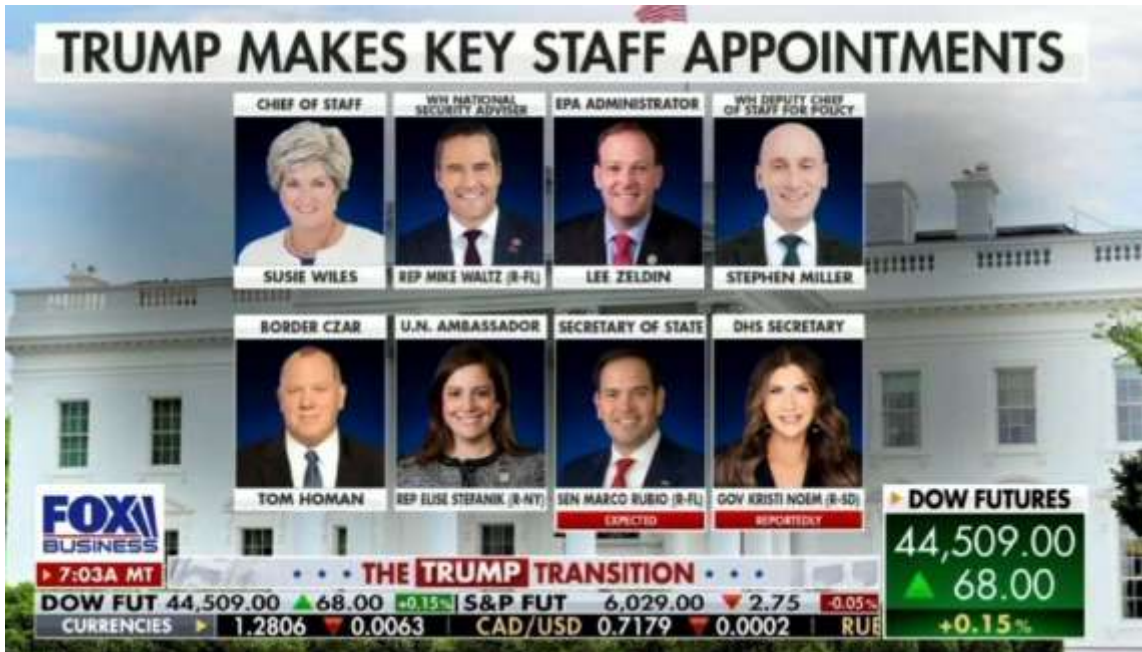 TRUMP MAKES KEY STAFF APPOINTMENTS
CHIEF OF STAFF
WH NATIONAL
SECURITY ADVISER
EPA ADMINISTRATOR
WH DEPUTY CHIEF
OF STAFF FOR POLICY
SUSIE WILES
REP MIKE WALTZ (R-FL)
LEE ZELDIN
STEPHEN MILLER
BORDER CZAR
U.N. AMBASSADOR
SECRETARY OF STATE
DHS SECRETARY
TOM HOMAN
REP ELISE STEFANIK (R-NY)
SEN MARCO RUBIO (R-FL)
GOV KRISTI NOEM (R-SD)
EXPECTED
REPORTEDLY
FOX
BUSINESS
7:03A MT
THE TRUMP TRANSITION
DOW FUTURES
44,509.00
▲ 68.00
+0.15%
DOW FUT 44,509.00 ▲68.00 +0.15% S&P FUT 6,029.00 ▼ 2.75 -0.05%
CURRENCIES 1.2806 ▼ 0.0063 CAD/USD 0.7179 ▼ 0.0002 RUB